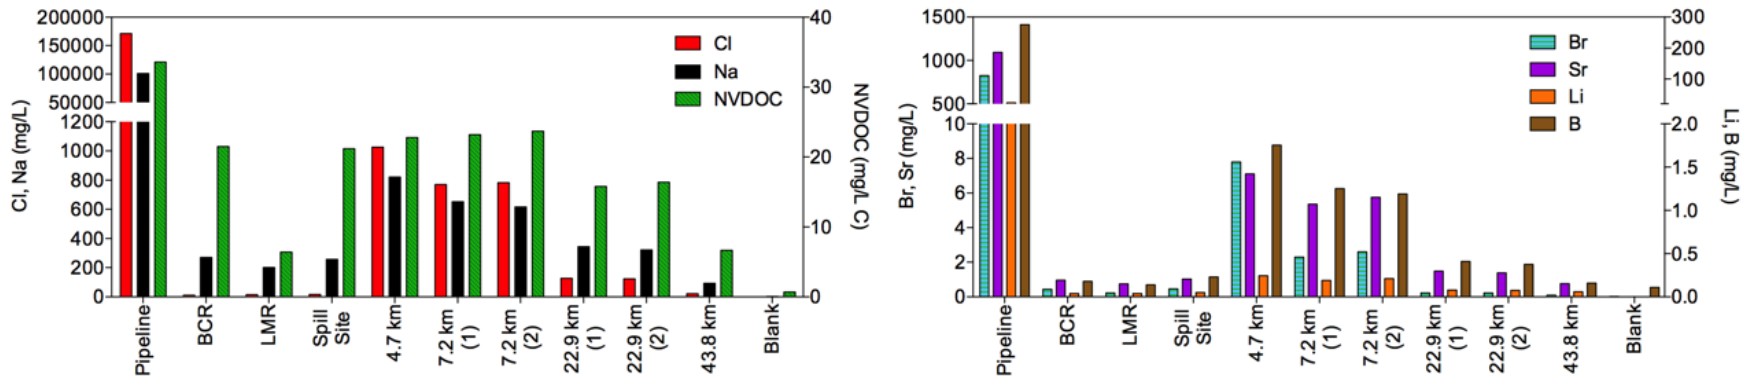 200000
150000
100000
50000
1200
1000
800
600
400
200
0
Cl, Na (mg/L)
40
30
20
10
0
NVDOC (mg/L C)
Cl
Na
NVDOC
Pipeline
BCR
LMR
Spill
Site
4.7 km
7.2 km
(1)
7.2 km
(2)
22.9 km
(1)
22.9 km
(2)
43.8 km
Blank
1500
1000
500
10
8
6
4
2
0
Br, Sr (mg/L)
300
200
100
2.0
1.5
1.0
0.5
0.0
Li, B (mg/L)
Br
Sr
Li
B
Pipeline
BCR
LMR
Spill
Site
4.7 km
7.2 km
(1)
7.2 km
(2)
22.9 km
(1)
22.9 km
(2)
43.8 km
Blank